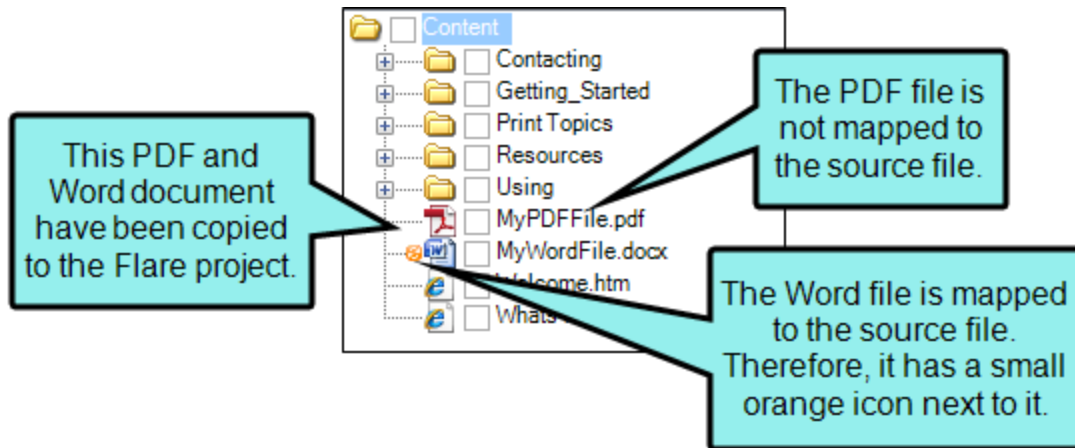 Content
Contacting
Getting_Started
Print Topics
Resources
Using
MyPDFFile.pdf
MyWordFile.docx
Welcome.htm
Whats
This PDF and
Word document
have been copied
to the Flare project.
The PDF file is
not mapped to
the source file.
The Word file is mapped
to the source file.
Therefore, it has a small
orange icon next to it.